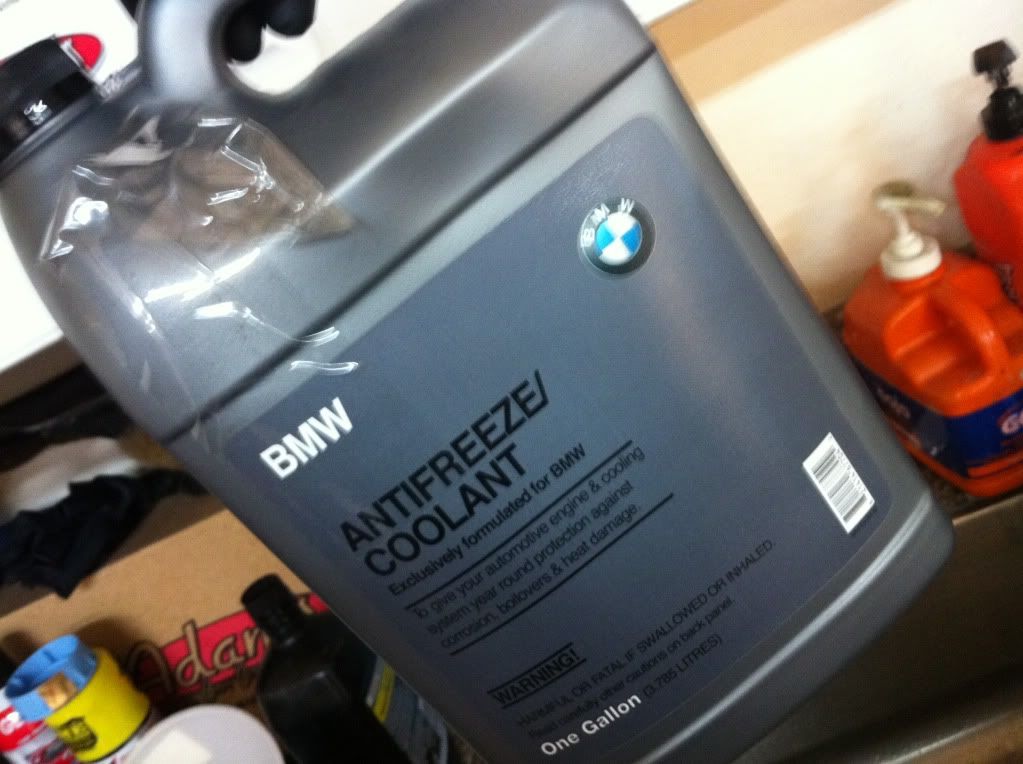 BMW
BMW
ANTIFREEZE/
COOLANT
Exclusively formulated for BMW
To give your automotive engine & cooling
system year round protection against
corrosion, boilovers & heat damage.
WARNING!
HARMFUL OR FATAL IF SWALLOWED OR INHALED.
Read carefully other cautions on back panel.
One Gallon (3.785 LITRES)
Adam